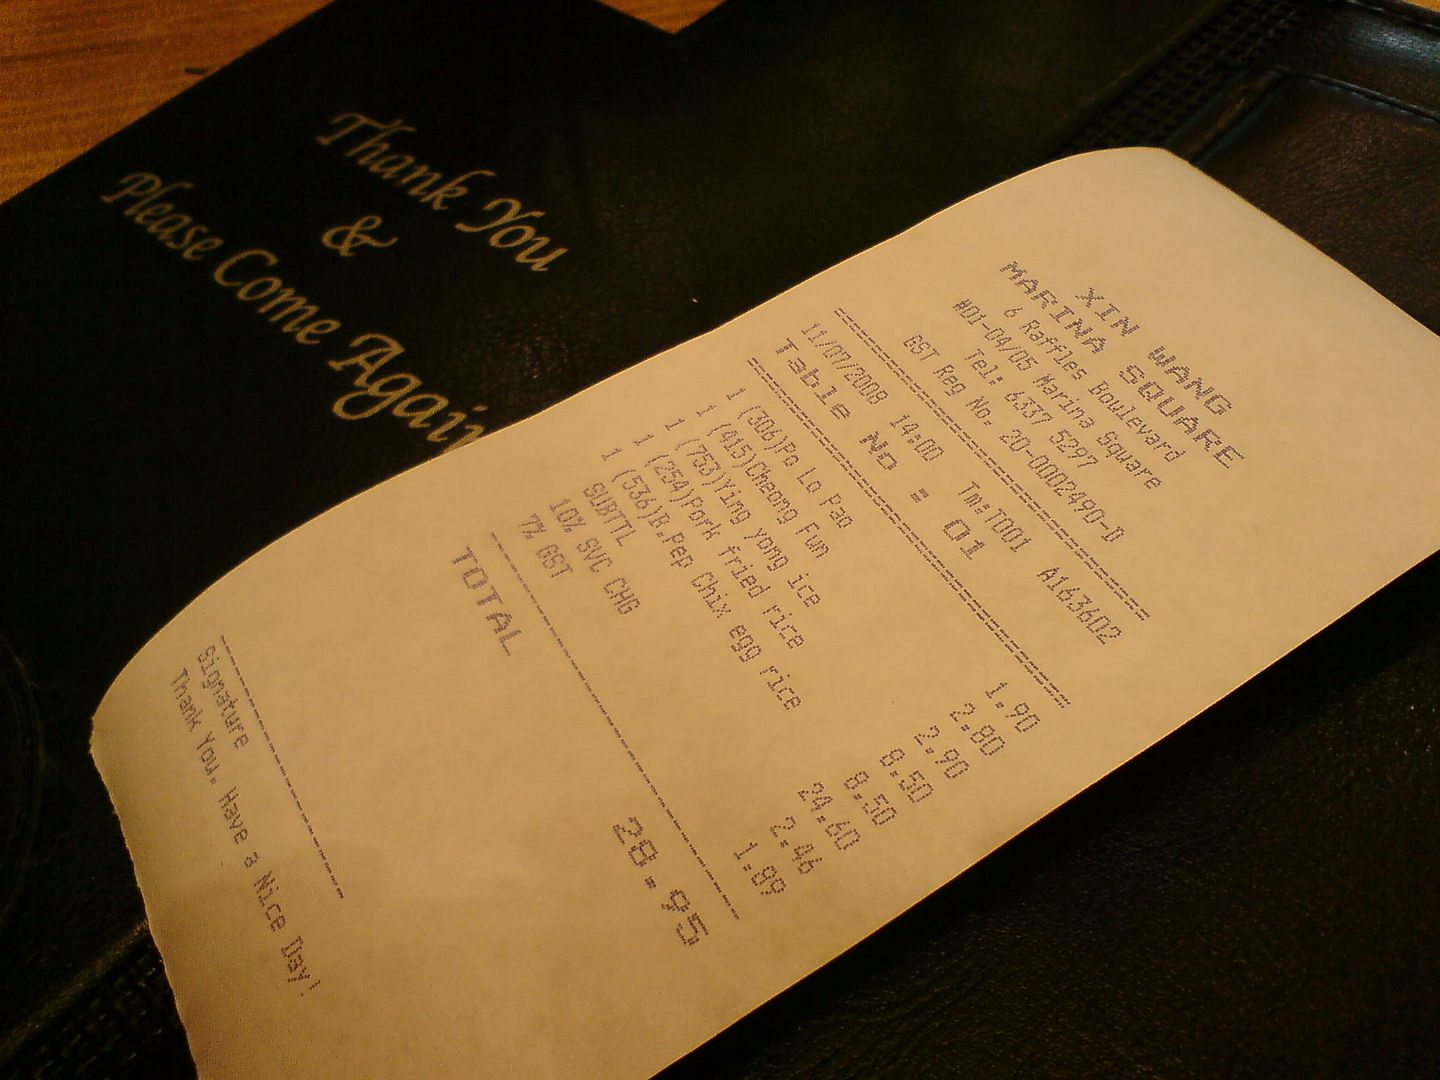 Thank You
&
Please Come Again
XIN WANG
MARINA SQUARE
6 Raffles Boulevard
#01-04/05 Marina Square
Tel: 6337 5297
GST Reg No. 20-0002490-D
================================
11/07/2008 14:00 Tm:T001 A163602
Table No = 01
================================
1 (306)Po Lo Pao 1.90
1 (415)Cheong Fun 2.80
1 (753)Ying yong ice 2.90
1 (254)Pork fried rice 8.50
1 (536)B.Pep Chix egg rice 8.50
SUBTTL 24.60
10% SVC CHG 2.46
7% GST 1.89
--------------------------------
TOTAL 28.95
--------------------
Signature
Thank You. Have a Nice Day!